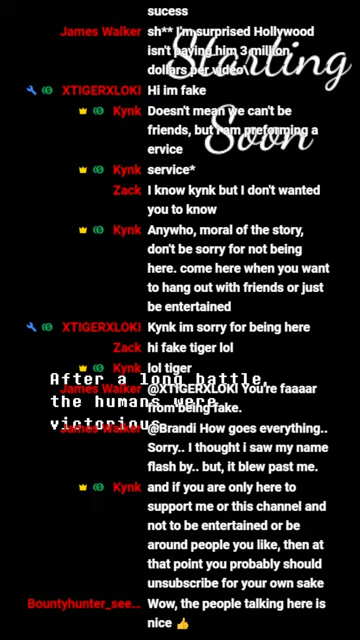 sucess
James Walker sh** I'm surprised Hollywood
isn't paying him 3 million
dollars per video\
Starting
Soon
XTIGERXLOKI Hi im fake
Kynk Doesn't mean we can't be
friends, but I am preforming a
ervice
Kynk service*
Zack I know kynk but I don't wanted
you to know
Kynk Anywho, moral of the story,
don't be sorry for not being
here. come here when you want
to hang out with friends or just
be entertained
XTIGERXLOKI Kynk im sorry for being here
Zack hi fake tiger lol
Kynk lol tiger
After a long battle,
the humans were
victorious
James Walker @XTIGERXLOKI You're faaaar
from being fake.
James Walker @Brandi How goes everything..
Sorry.. I thought i saw my name
flash by.. but, it blew past me.
Kynk and if you are only here to
support me or this channel and
not to be entertained or be
around people you like, then at
that point you probably should
unsubscribe for your own sake
Bountyhunter_see... Wow, the people talking here is
nice 👍